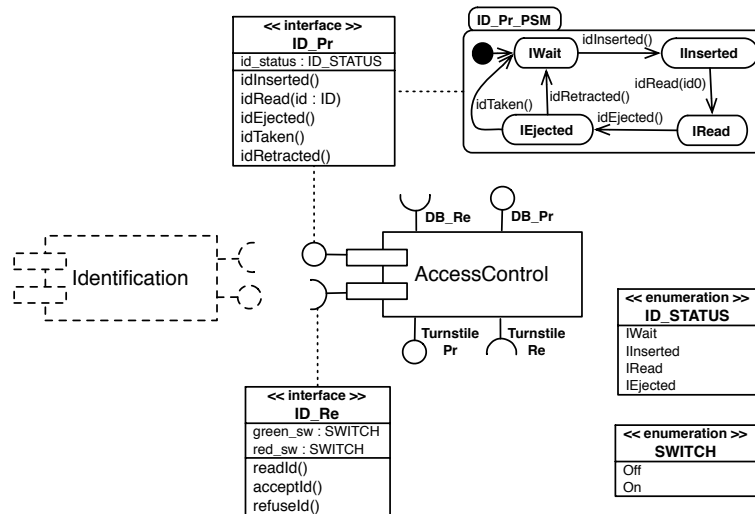 << interface >>
ID_Pr
id_status : ID_STATUS
idInserted()
idRead(id : ID)
idEjected()
idTaken()
idRetracted()
ID_Pr_PSM
IWait
idInserted()
IInserted
idRead(id0)
idTaken()
idRetracted()
idEjected()
IEjected
IRead
DB_Re
DB_Pr
Identification
AccessControl
Turnstile
Pr
Turnstile
Re
<< enumeration >>
ID_STATUS
IWait
IInserted
IRead
IEjected
<< interface >>
ID_Re
green_sw : SWITCH
red_sw : SWITCH
readId()
acceptId()
refuseId()
<< enumeration >>
SWITCH
Off
On